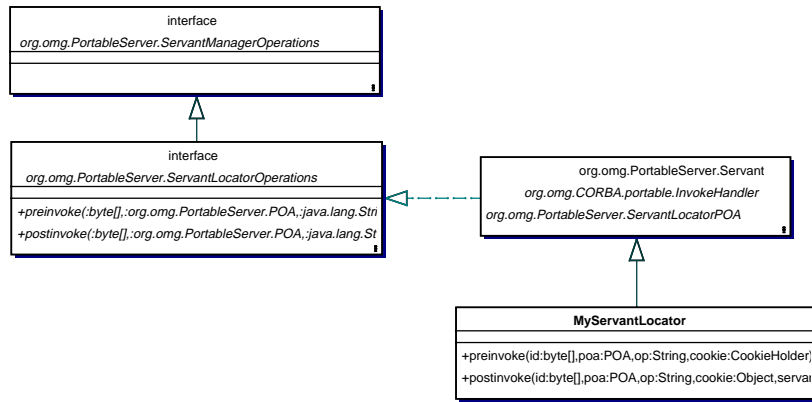 interface
org.omg.PortableServer.ServantManagerOperations
interface
org.omg.PortableServer.ServantLocatorOperations
+preinvoke(:byte[],:org.omg.PortableServer.POA,:java.lang.Stri
+postinvoke(:byte[],:org.omg.PortableServer.POA,:java.lang.St
org.omg.PortableServer.Servant
org.omg.CORBA.portable.InvokeHandler
org.omg.PortableServer.ServantLocatorPOA
MyServantLocator
+preinvoke(id:byte[],poa:POA,op:String,cookie:CookieHolder)
+postinvoke(id:byte[],poa:POA,op:String,cookie:Object,servan